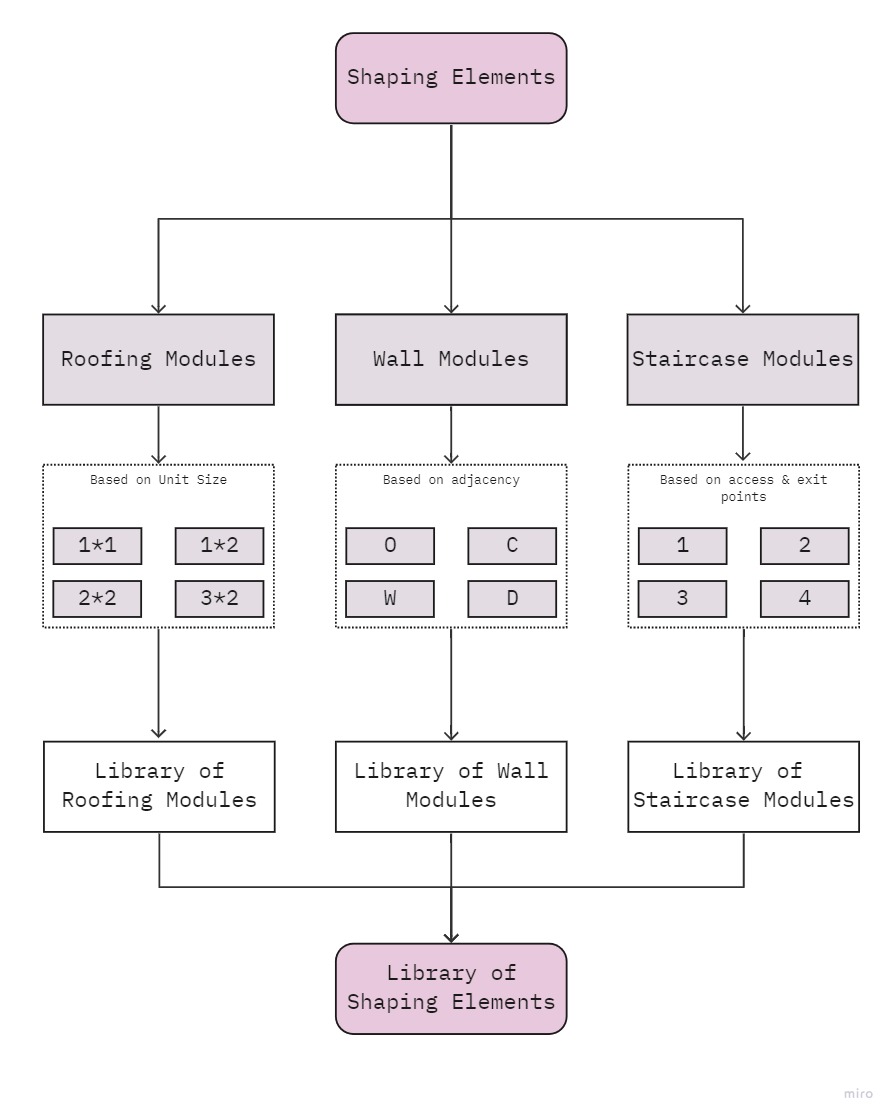 Shaping Elements
Roofing Modules
Wall Modules
Staircase Modules
Based on Unit Size
1*1
1*2
2*2
3*2
Based on adjacency
O
C
W
D
Based on access & exit
points
1
2
3
4
Library of
Roofing Modules
Library of Wall
Modules
Library of
Staircase Modules
Library of
Shaping Elements
miro